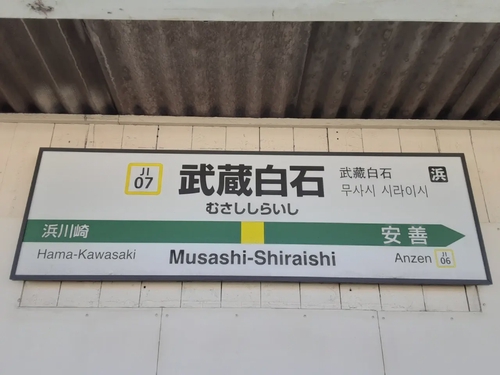 JI
07
武蔵白石
むさししらいし
武藏白石
무사시 시라이시
浜
浜川崎
Hama-Kawasaki
Musashi-Shiraishi
安善
Anzen
JI
06